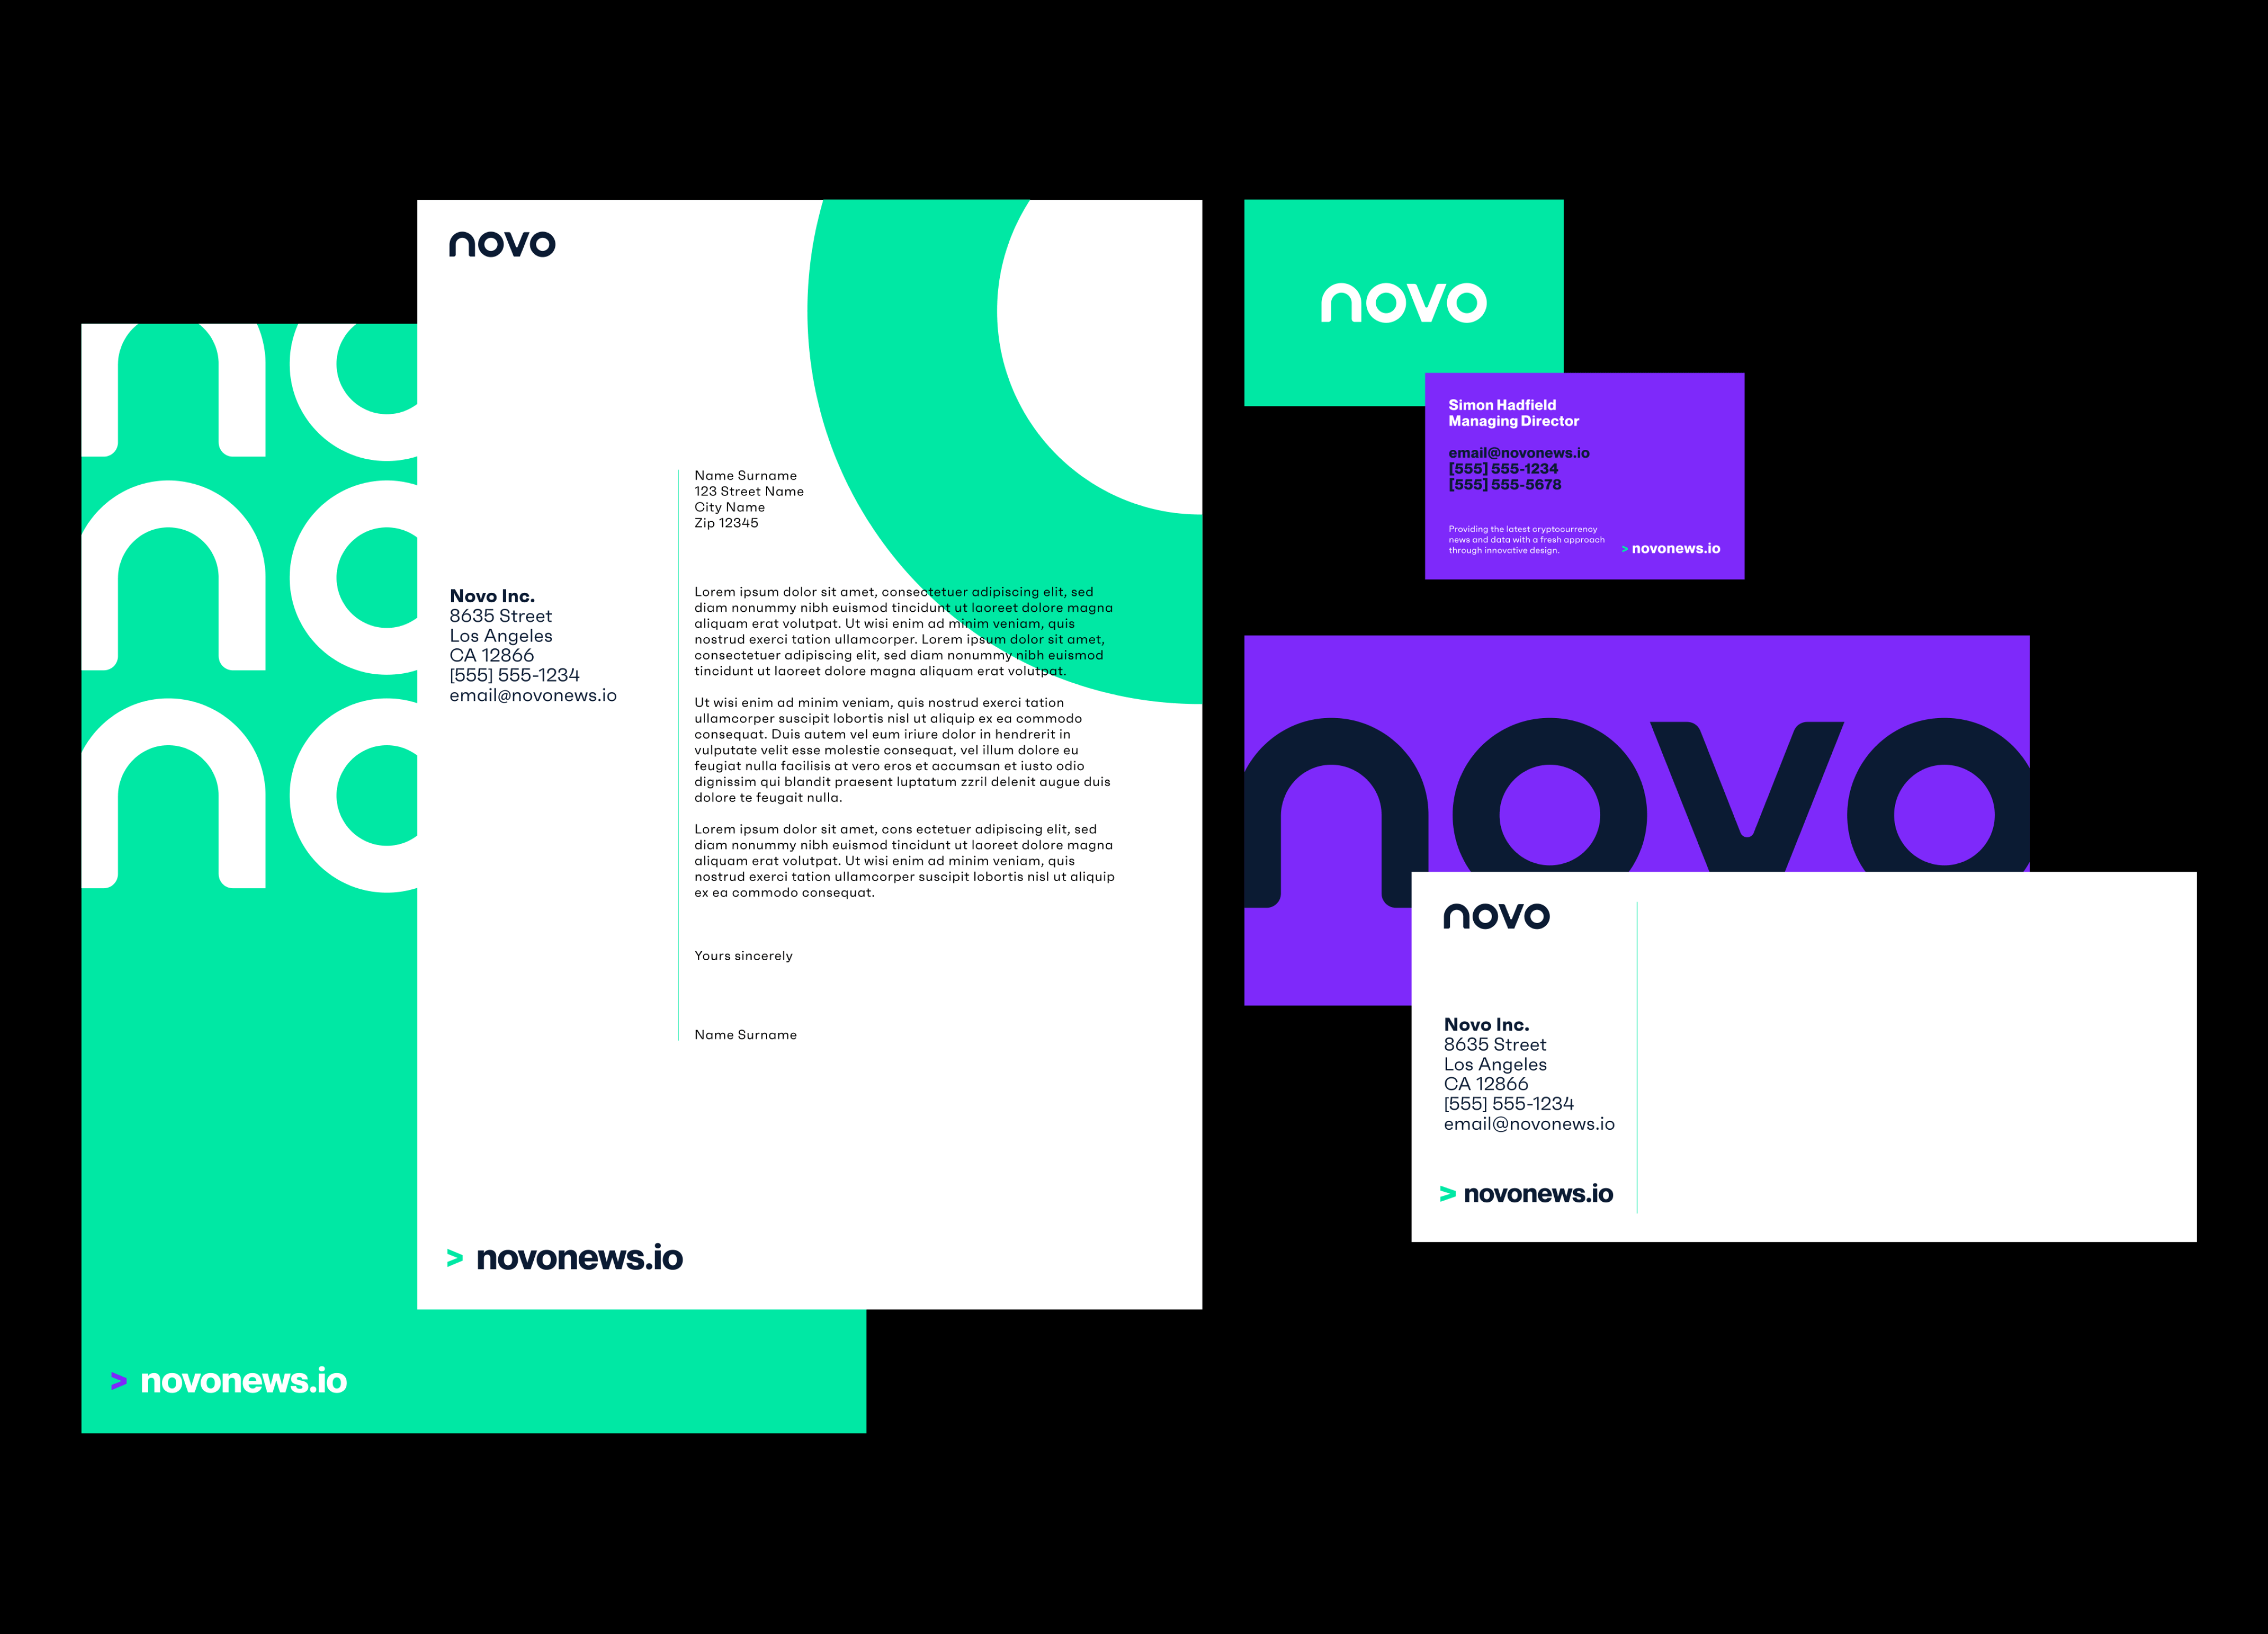 no
no
no
> novonews.io
novo
Name Surname
123 Street Name
City Name
Zip 12345
Novo Inc.
8635 Street
Los Angeles
CA 12866
[555] 555-1234
email@novonews.io
Lorem ipsum dolor sit amet, consectetuer adipiscing elit, sed
diam nonummy nibh euismod tincidunt ut laoreet dolore magna
aliquam erat volutpat. Ut wisi enim ad minim veniam, quis
nostrud exerci tation ullamcorper. Lorem ipsum dolor sit amet,
consectetuer adipiscing elit, sed diam nonummy nibh euismod
tincidunt ut laoreet dolore magna aliquam erat volutpat.
Ut wisi enim ad minim veniam, quis nostrud exerci tation
ullamcorper suscipit lobortis nisl ut aliquip ex ea commodo
consequat. Duis autem vel eum iriure dolor in hendrerit in
vulputate velit esse molestie consequat, vel illum dolore eu
feugiat nulla facilisis at vero eros et accumsan et iusto odio
dignissim qui blandit praesent luptatum zzril delenit augue duis
dolore te feugait nulla.
Lorem ipsum dolor sit amet, cons ectetuer adipiscing elit, sed
diam nonummy nibh euismod tincidunt ut laoreet dolore magna
aliquam erat volutpat. Ut wisi enim ad minim veniam, quis
nostrud exerci tation ullamcorper suscipit lobortis nisl ut aliquip
ex ea commodo consequat.
Yours sincerely
Name Surname
> novonews.io
novo
Simon Hadfield
Managing Director
email@novonews.io
[555] 555-1234
[555] 555-5678
Providing the latest cryptocurrency
news and data with a fresh approach
through innovative design.
> novonews.io
novo
novo
Novo Inc.
8635 Street
Los Angeles
CA 12866
[555] 555-1234
email@novonews.io
> novonews.io